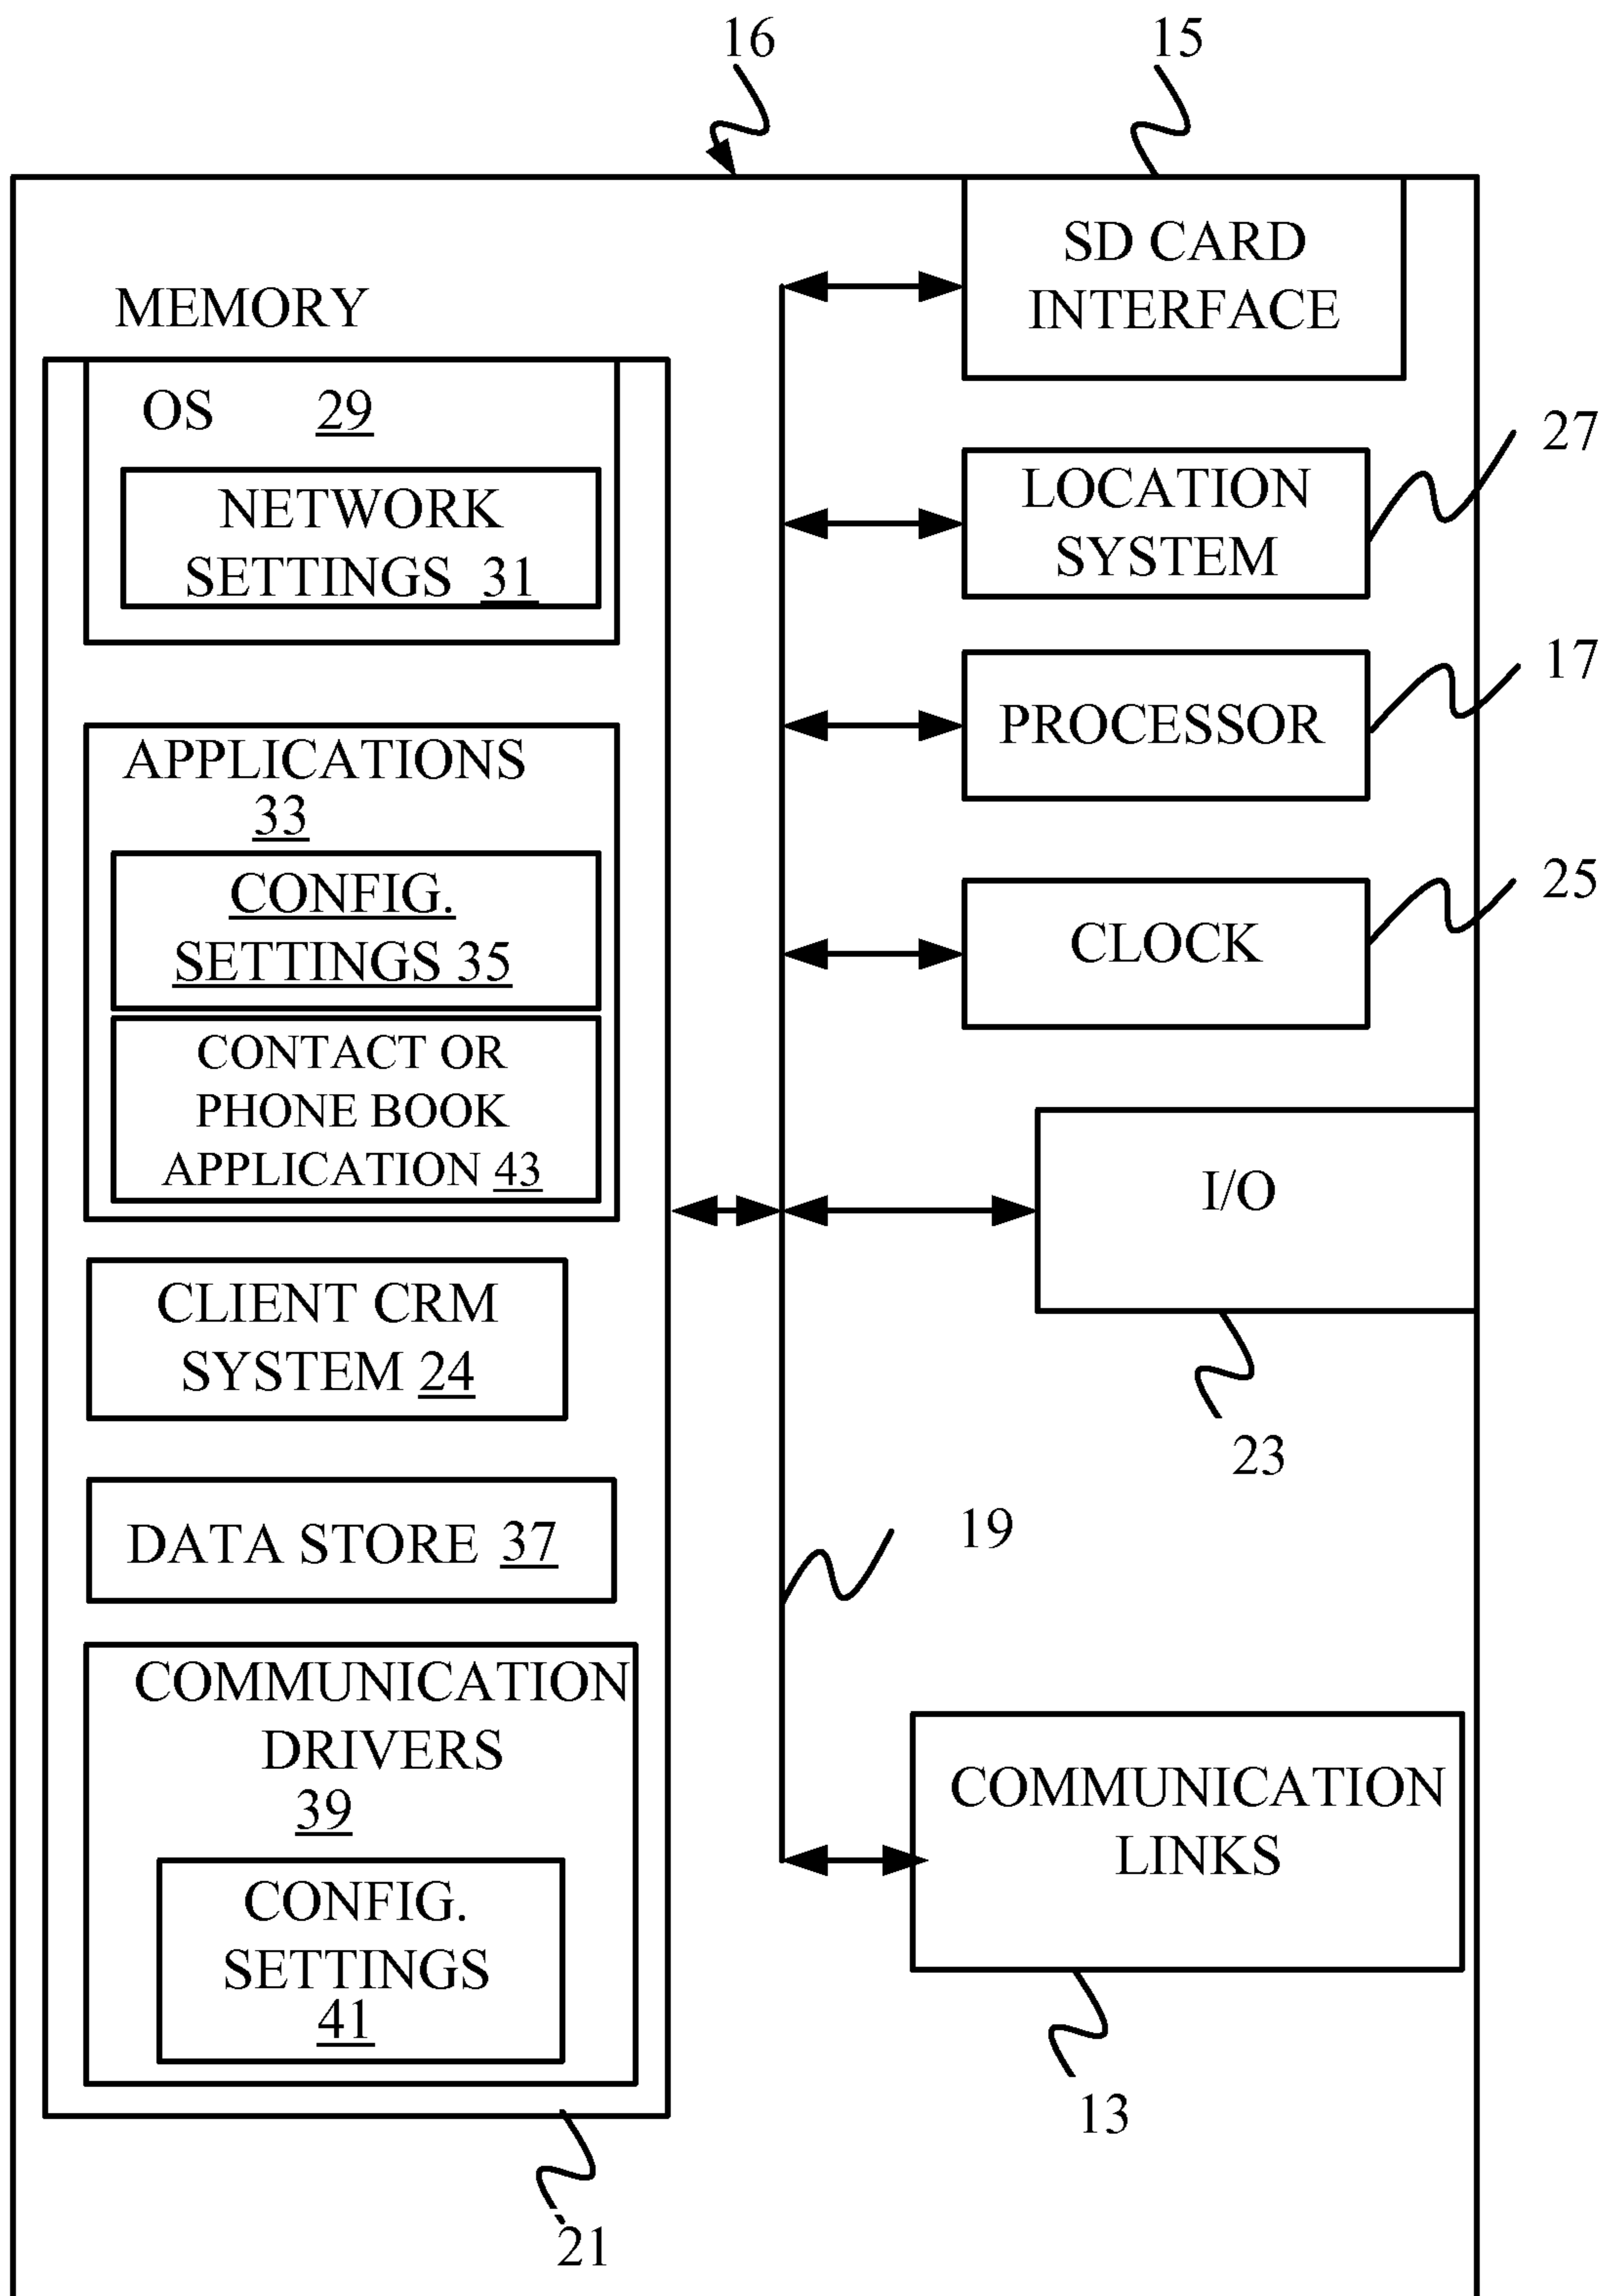 16
15
SD CARD
INTERFACE
MEMORY
OS 29
NETWORK
SETTINGS 31
27
LOCATION
SYSTEM
17
PROCESSOR
APPLICATIONS
33
CONFIG.
SETTINGS 35
25
CLOCK
CONTACT OR
PHONE BOOK
APPLICATION 43
I/O
23
CLIENT CRM
SYSTEM 24
DATA STORE 37
19
COMMUNICATION
DRIVERS
39
CONFIG.
SETTINGS
41
COMMUNICATION
LINKS
13
21